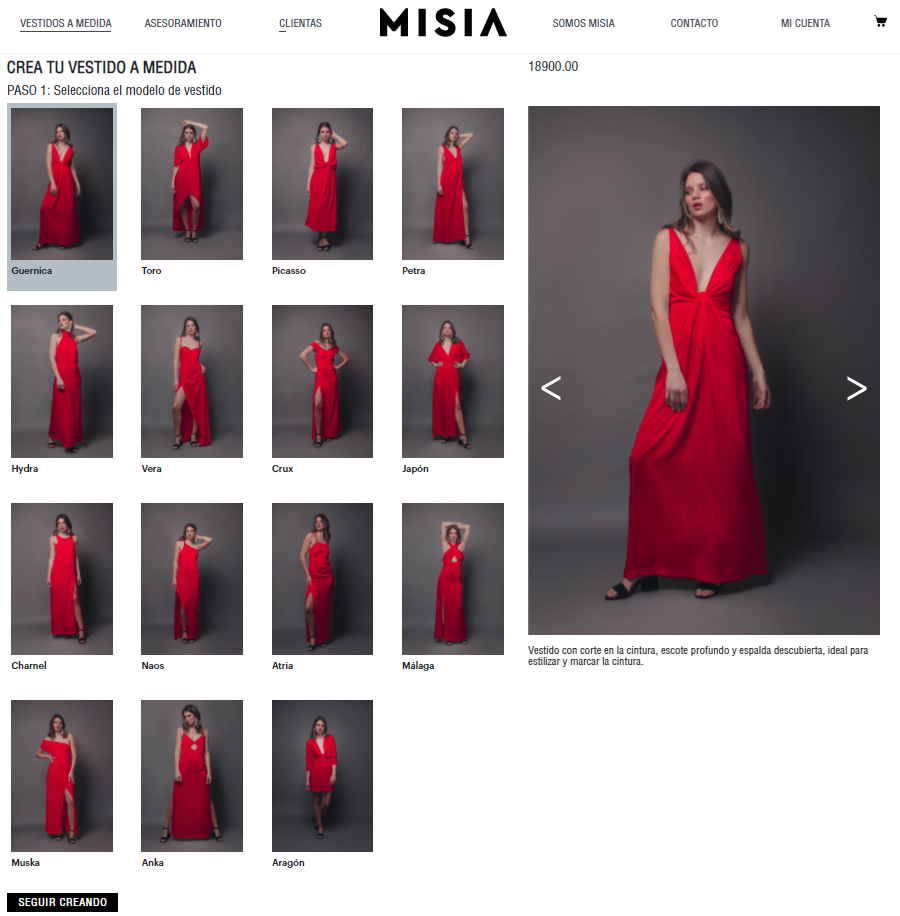 VESTIDOS A MEDIDA
ASESORAMIENTO
CLIENTAS
MISIA
SOMOS MISIA
CONTACTO
MI CUENTA
CREA TU VESTIDO A MEDIDA
18900.00
PASO 1: Selecciona el modelo de vestido
Guernica
Toro
Picasso
Petra
Hydra
Vera
Crux
Japón
Charnel
Naos
Atria
Málaga
Muska
Anka
Aragón
<
>
Vestido con corte en la cintura, escote profundo y espalda descubierta, ideal para
estilizar y marcar la cintura.
SEGUIR CREANDO